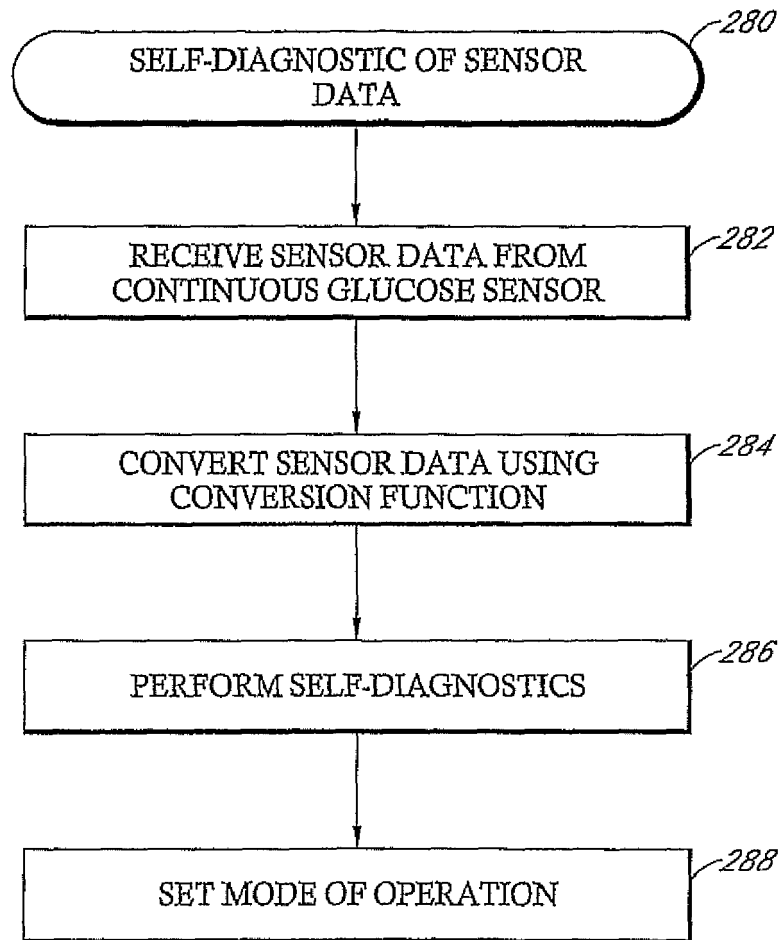 280
SELF-DIAGNOSTIC OF SENSOR
DATA
282
RECEIVE SENSOR DATA FROM
CONTINUOUS GLUCOSE SENSOR
284
CONVERT SENSOR DATA USING
CONVERSION FUNCTION
286
PERFORM SELF-DIAGNOSTICS
288
SET MODE OF OPERATION